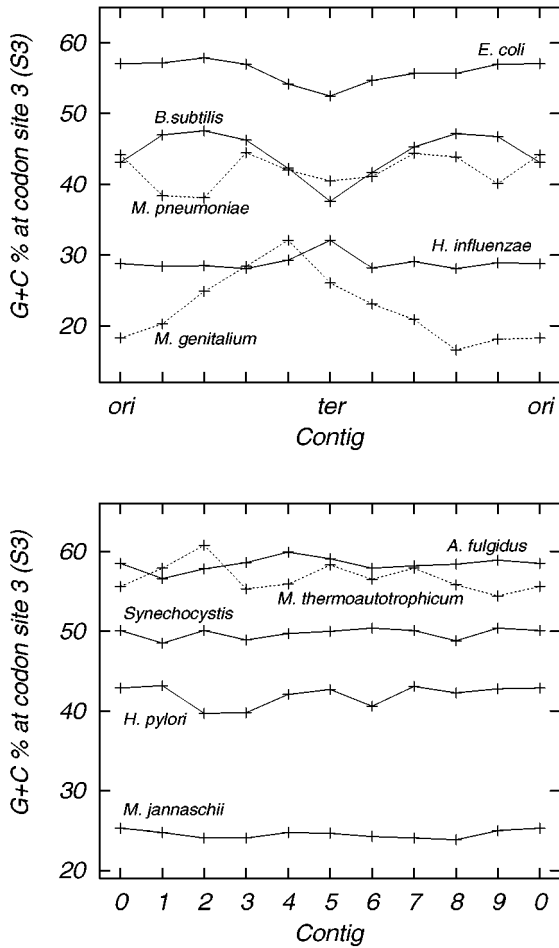 G+C % at codon site 3 (S3)
60
50
40
30
20
E. coli
B.subtilis
M. pneumoniae
H. influenzae
M. genitalium
ori ter ori
Contig
G+C % at codon site 3 (S3)
60
50
40
30
20
A. fulgidus
M. thermoautotrophicum
Synechocystis
H. pylori
M. jannaschii
0 1 2 3 4 5 6 7 8 9 0
Contig